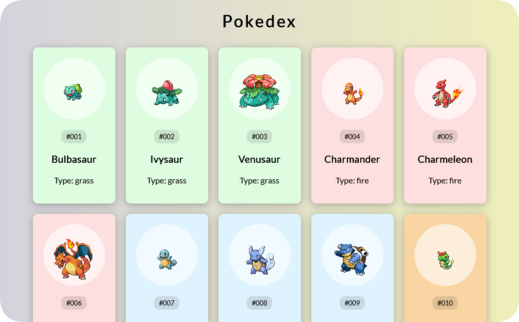 Pokedex
#001 #002 #003 #004 #005
Bulbasaur Ivysaur Venusaur Charmander Charmeleon
Type: grass Type: grass Type: grass Type: fire Type: fire
#006 #007 #008 #009 #010